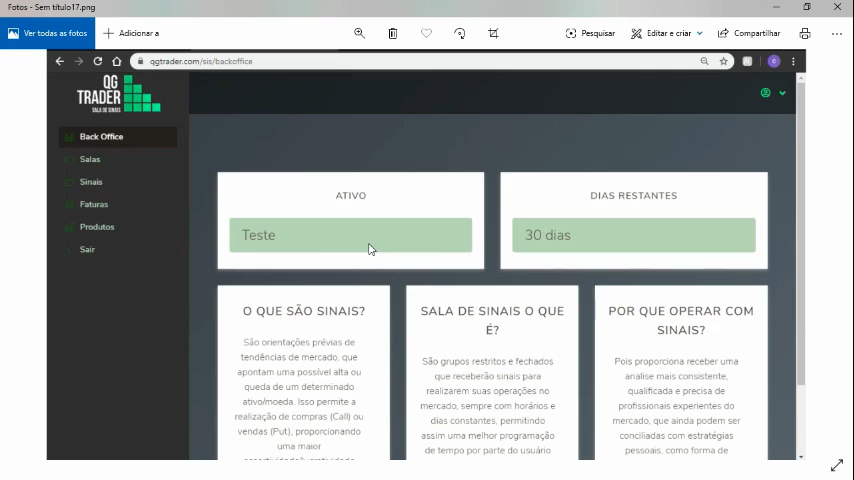 Fotos - Sem título17.png
Ver todas as fotos
Adicionar a
Pesquisar
Editar e criar
Compartilhar
qgtrader.com/sis/backoffice
QG
TRADER
SALA DE SINAIS
Back Office
Salas
Sinais
Faturas
Produtos
Sair
ATIVO
Teste
DIAS RESTANTES
30 dias
O QUE SÃO SINAIS?
São orientações prévias de
tendências de mercado, que
apontam uma possível alta ou
queda de um determinado
ativo/moeda. Isso permite a
realização de compras (Call) ou
vendas (Put), proporcionando
uma maior
SALA DE SINAIS O QUE
É?
São grupos restritos e fechados
que receberão sinais para
realizarem suas operações no
mercado, sempre com horários e
dias constantes, permitindo
assim uma melhor programação
de tempo por parte do usuário
POR QUE OPERAR COM
SINAIS?
Pois proporciona receber uma
analise mais consistente,
qualificada e precisa de
profissionais experientes do
mercado, que ainda podem ser
conciliadas com estratégias
pessoais, como forma de